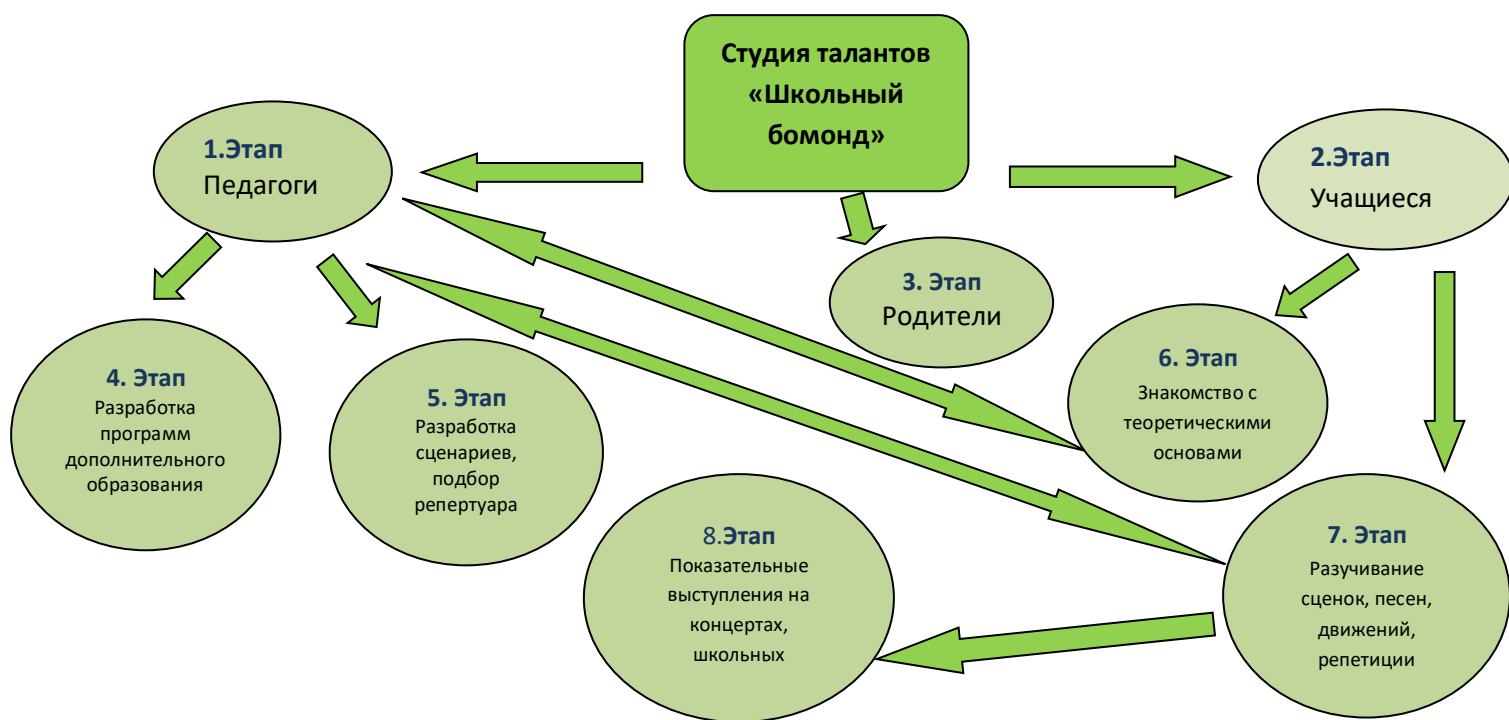 Студия талантов
«Школьный
бомонд»
1.Этап
Педагоги
2.Этап
Учащиеся
3. Этап
Родители
4. Этап
Разработка
программ
дополнительного
образования
5. Этап
Разработка
сценариев,
подбор
репертуара
6. Этап
Знакомство с
теоретическими
основами
7. Этап
Разучивание
сценок, песен,
движений,
репетиции
8.Этап
Показательные
выступления на
концертах,
школьных